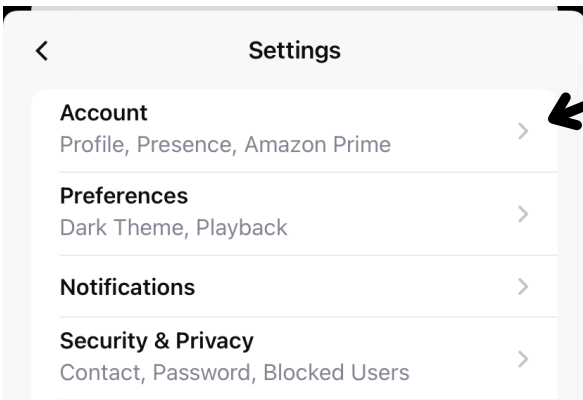 Settings
Account
Profile, Presence, Amazon Prime
Preferences
Dark Theme, Playback
Notifications
Security & Privacy
Contact, Password, Blocked Users